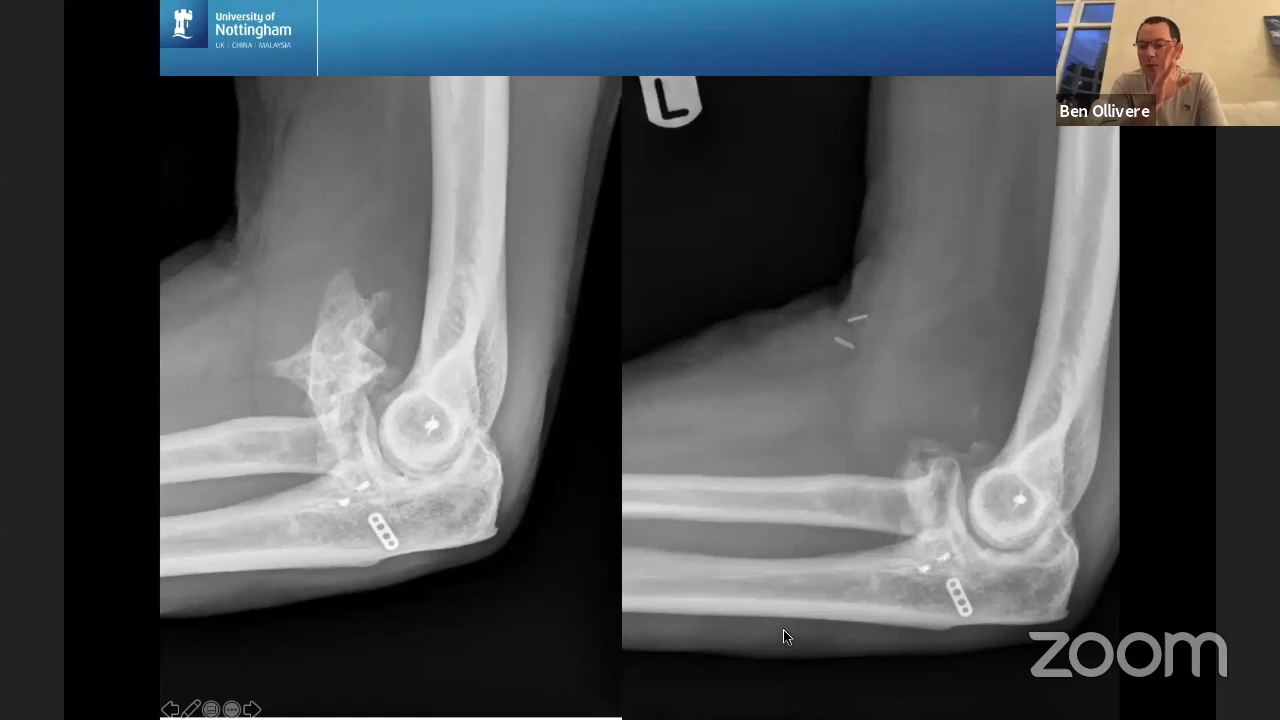 University of
Nottingham
UK | CHINA | MALAYSIA
Ben Ollivere
L
zoom